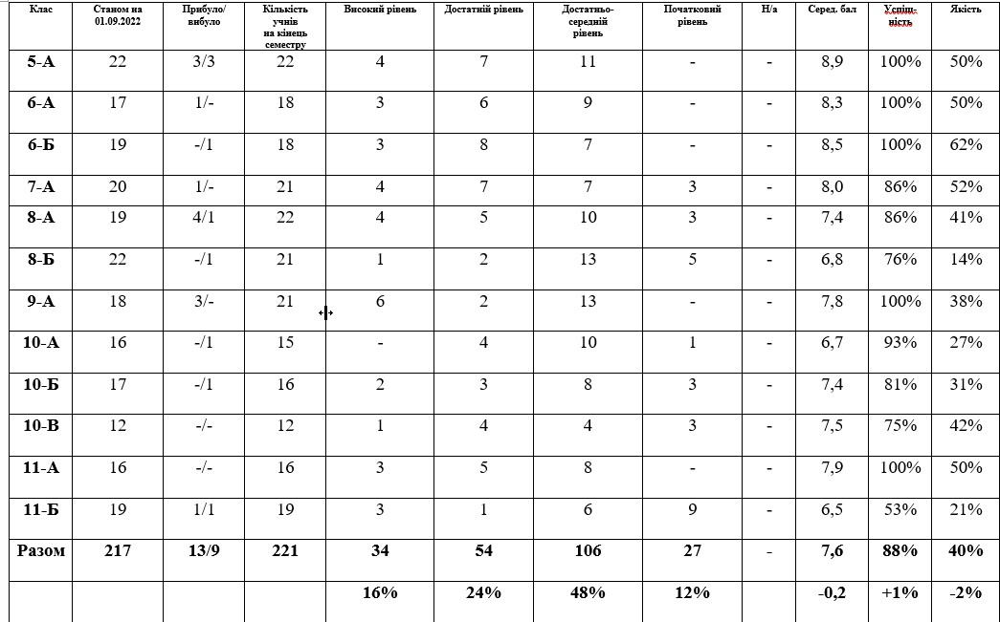 Клас Станом на 01.09.2022 Прибуло/ вибуло Кількість учнів на кінець семестру Високий рівень Достатній рівень Достатньо- середній рівень Початковий рівень Н/а Серед. бал Успіш- ність Якість
5-А 22 3/3 22 4 7 11 - - 8,9 100% 50%
6-А 17 1/- 18 3 6 9 - - 8,3 100% 50%
6-Б 19 -/1 18 3 8 7 - - 8,5 100% 62%
7-А 20 1/- 21 4 7 7 3 - 8,0 86% 52%
8-А 19 4/1 22 4 5 10 3 - 7,4 86% 41%
8-Б 22 -/1 21 1 2 13 5 - 6,8 76% 14%
9-А 18 3/- 21 6 2 13 - - 7,8 100% 38%
10-А 16 -/1 15 - 4 10 1 - 6,7 93% 27%
10-Б 17 -/1 16 2 3 8 3 - 7,4 81% 31%
10-В 12 -/- 12 1 4 4 3 - 7,5 75% 42%
11-А 16 -/- 16 3 5 8 - - 7,9 100% 50%
11-Б 19 1/1 19 3 1 6 9 - 6,5 53% 21%
Разом 217 13/9 221 34 54 106 27 - 7,6 88% 40%
16% 24% 48% 12% -0,2 +1% -2%